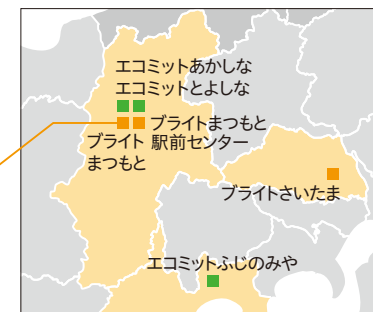 エコミットあかしな
エコミットとよしな
ブライトまつもと
駅前センター
ブライト
まつもと
ブライトさいたま
エコミットふじのみや